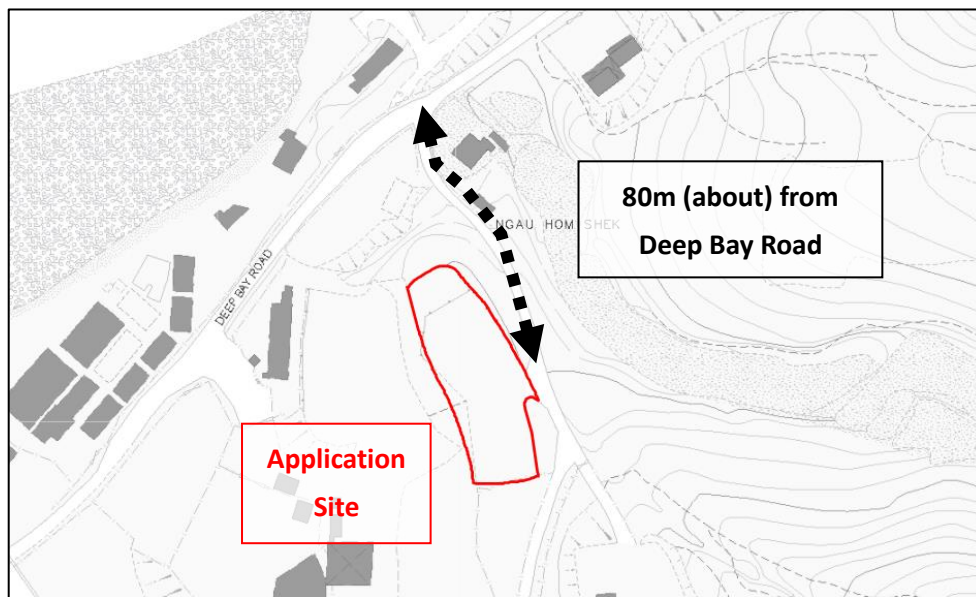 80m (about) from
Deep Bay Road
NGAU HOM SHEK
DEEP BAY ROAD
Application
Site